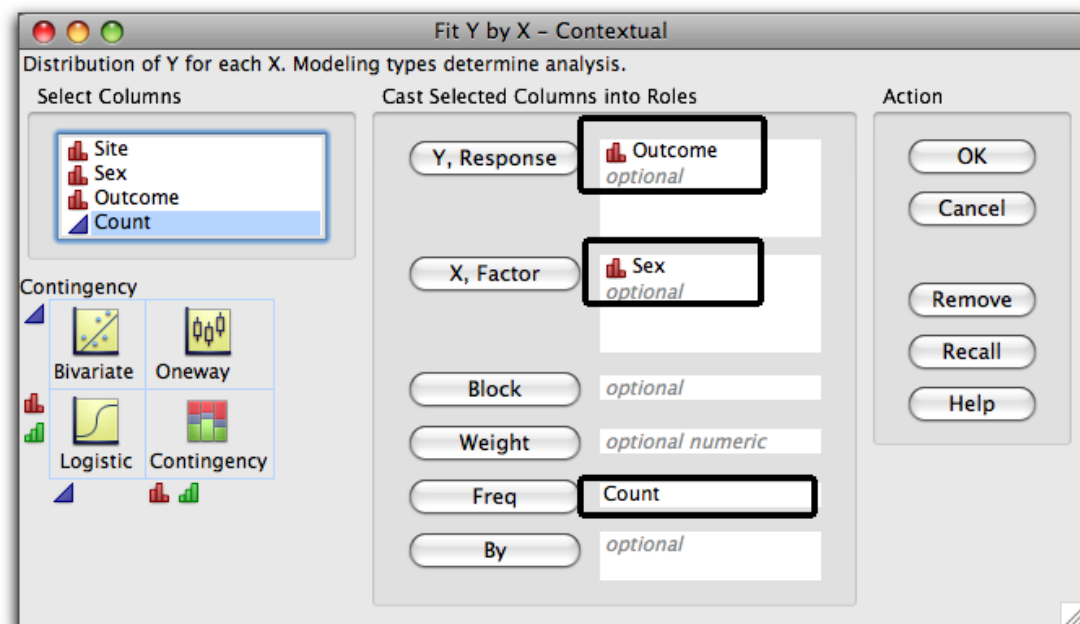 Fit Y by X – Contextual
Distribution of Y for each X. Modeling types determine analysis.
Select Columns
Site
Sex
Outcome
Count
Contingency
Bivariate Oneway
Logistic Contingency
Cast Selected Columns into Roles
Y, Response Outcome
optional
X, Factor Sex
optional
Block optional
Weight optional numeric
Freq Count
By optional
Action
OK
Cancel
Remove
Recall
Help